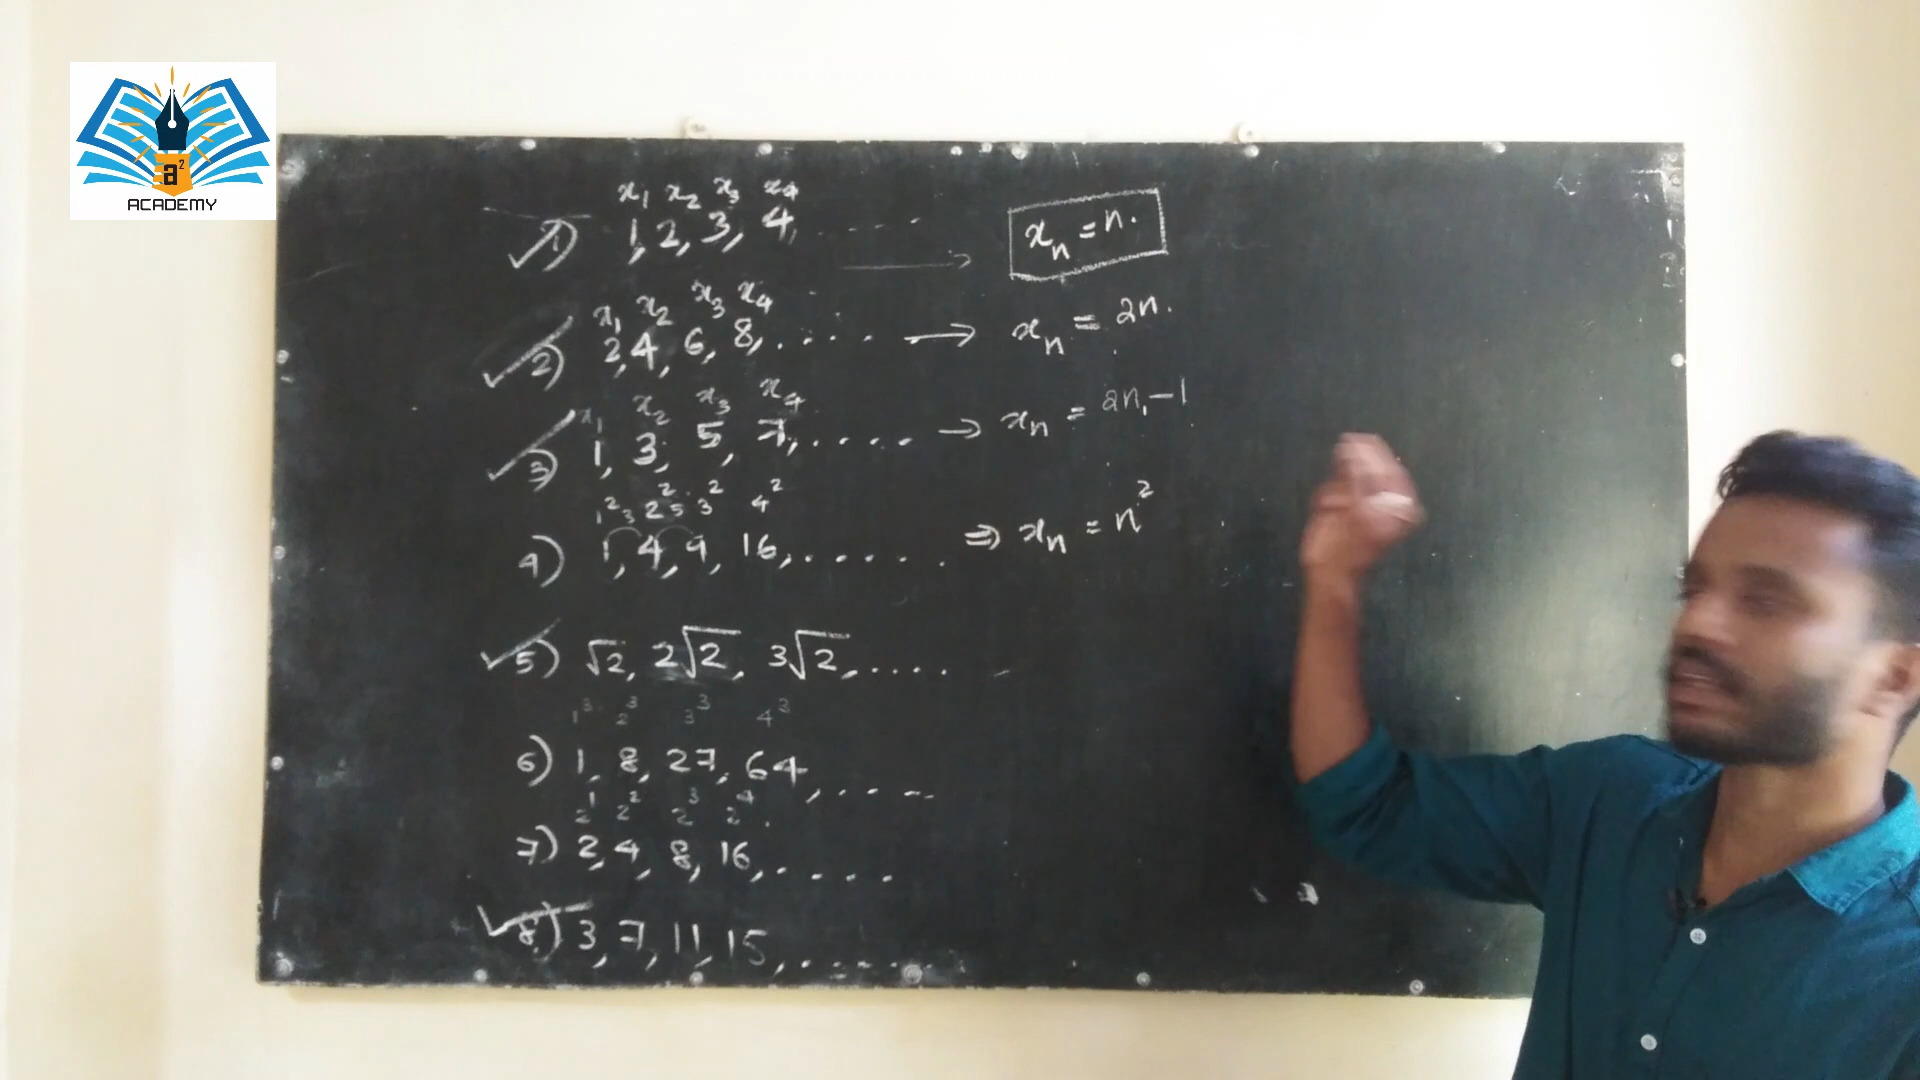 a²
ACADEMY
x₁ x₂ x₃ x₄
1) 1, 2, 3, 4, ..... → xₙ = n.
x₁ x₂ x₃ x₄
2) 2, 4, 6, 8, ..... → xₙ = 2n.
x₁ x₂ x₃ x₄
3) 1, 3, 5, 7, ..... → xₙ = 2n-1
1² 3 2² 5 3² 4²
4) 1, 4, 9, 16, ...... ⇒ xₙ = n²
5) √2, 2√2, 3√2, .....
1³ 2³ 3³ 4³
6) 1, 8, 27, 64, ....
2¹ 2² 2³ 2⁴
7) 2, 4, 8, 16, .....
8) 3, 7, 11, 15, ......